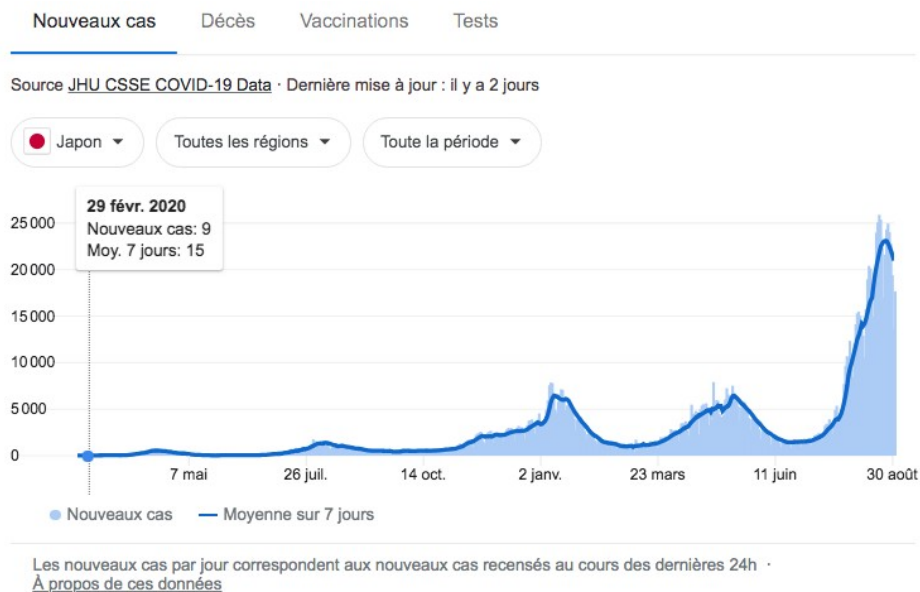 Nouveaux cas Décès Vaccinations Tests
Source JHU CSSE COVID-19 Data · Dernière mise à jour : il y a 2 jours
Japon Toutes les régions Toute la période
29 févr. 2020
Nouveaux cas: 9
Moy. 7 jours: 15
25 000
20 000
15 000
10 000
5 000
0
7 mai 26 juil. 14 oct. 2 janv. 23 mars 11 juin 30 août
Nouveaux cas Moyenne sur 7 jours
Les nouveaux cas par jour correspondent aux nouveaux cas recensés au cours des dernières 24h ·
À propos de ces données